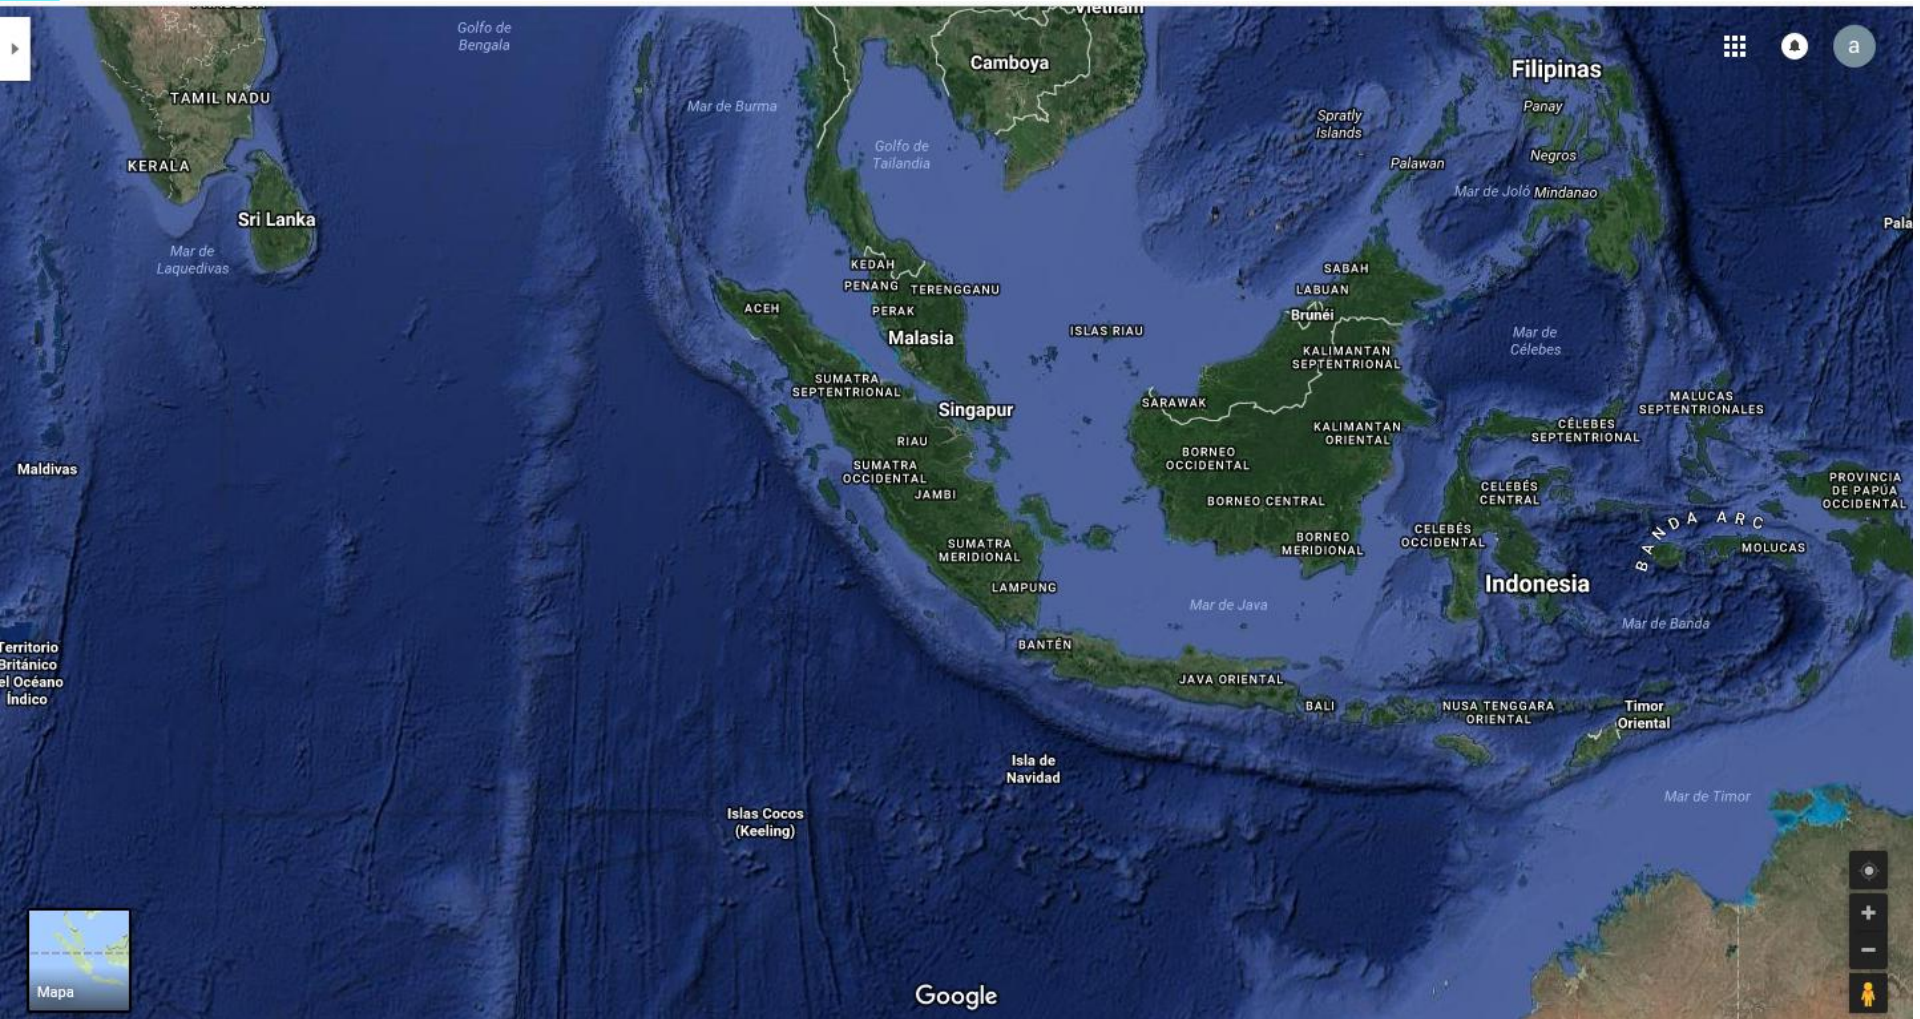 Golfo de
Bengala
Vietnam
Camboya
Filipinas
a
TAMIL NADU
Mar de Burma
Panay
Spratly
Islands
Golfo de
Tailandia
KERALA
Palawan
Negros
Mar de Joló
Mindanao
Sri Lanka
Pala
Mar de
Laquedivas
KEDAH
PENANG
TERENGGANU
SABAH
LABUAN
ACEH
PERAK
Brunéi
Malasia
ISLAS RIAU
Mar de
Célebes
KALIMANTAN
SEPTENTRIONAL
SUMATRA
SEPTENTRIONAL
Singapur
SARAWAK
MALUCAS
SEPTENTRIONALES
KALIMANTAN
ORIENTAL
CÉLEBES
SEPTENTRIONAL
RIAU
BORNEO
OCCIDENTAL
Maldivas
SUMATRA
OCCIDENTAL
JAMBI
CELEBÉS
CENTRAL
PROVINCIA
DE PAPÚA
OCCIDENTAL
BORNEO CENTRAL
BANDA ARC
CELEBÉS
OCCIDENTAL
BORNEO
MERIDIONAL
SUMATRA
MERIDIONAL
MOLUCAS
LAMPUNG
Indonesia
Mar de Java
Mar de Banda
BANTÉN
Territorio
Británico
el Océano
Índico
JAVA ORIENTAL
BALI
NUSA TENGGARA
ORIENTAL
Timor
Oriental
Isla de
Navidad
Mar de Timor
Islas Cocos
(Keeling)
Mapa
Google